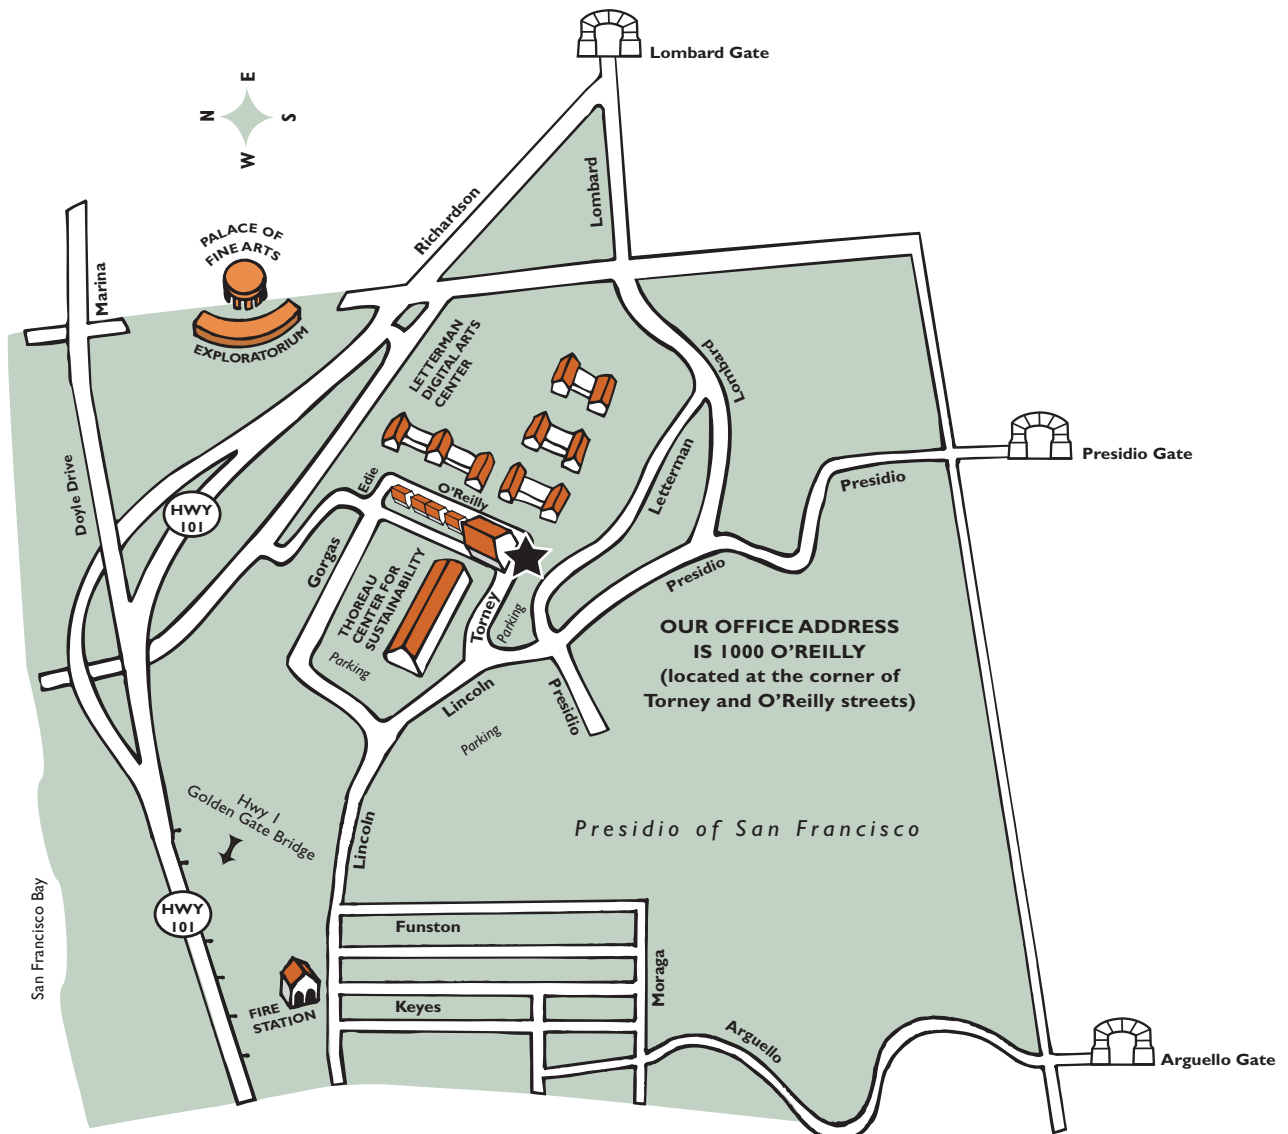 Lombard Gate
E
N
S
W
Richardson
Lombard
PALACE OF
FINE ARTS
Marina
EXPLORATORIUM
LETTERMAN
DIGITAL ARTS
CENTER
Lombard
Presidio Gate
Presidio
Letterman
Doyle Drive
HWY
101
Edie
O'Reilly
Gorgas
THOREAU
CENTER FOR
SUSTAINABILITY
Torney
Parking
Presidio
Parking
OUR OFFICE ADDRESS
IS 1000 O'REILLY
(located at the corner of
Torney and O'Reilly streets)
Lincoln
Presidio
Parking
Hwy 1
Golden Gate Bridge
Lincoln
Presidio of San Francisco
San Francisco Bay
HWY
101
Funston
Moraga
Keyes
FIRE
STATION
Arguello
Arguello Gate